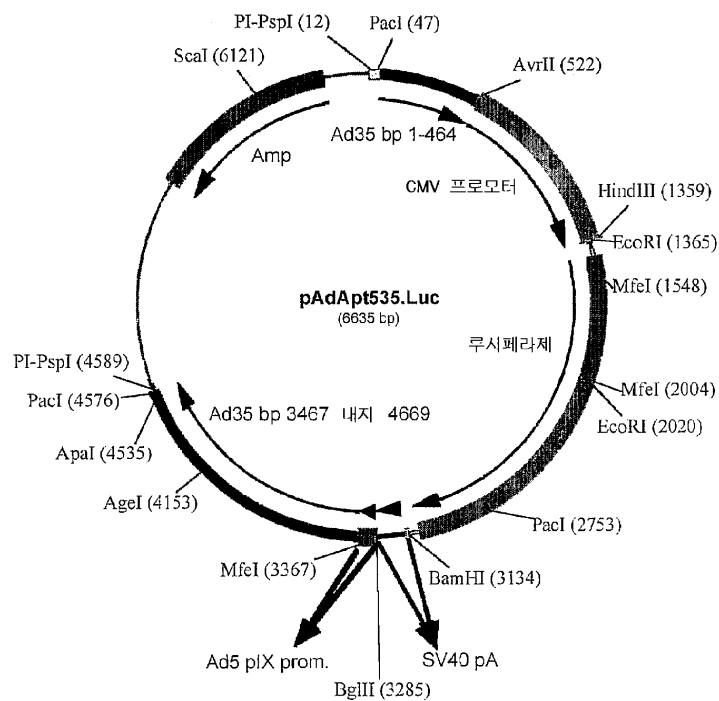 PI-PspI (12)
PacI (47)
ScaI (6121)
AvrII (522)
Ad35 bp 1-464
Amp
CMV 프로모터
HindIII (1359)
EcoRI (1365)
MfeI (1548)
pAdApt535.Luc
(6635 bp)
루시페라제
PI-PspI (4589)
MfeI (2004)
PacI (4576)
Ad35 bp 3467 내지 4669
EcoRI (2020)
ApaI (4535)
AgeI (4153)
PacI (2753)
MfeI (3367)
BamHI (3134)
Ad5 pIX prom.
SV40 pA
BglII (3285)